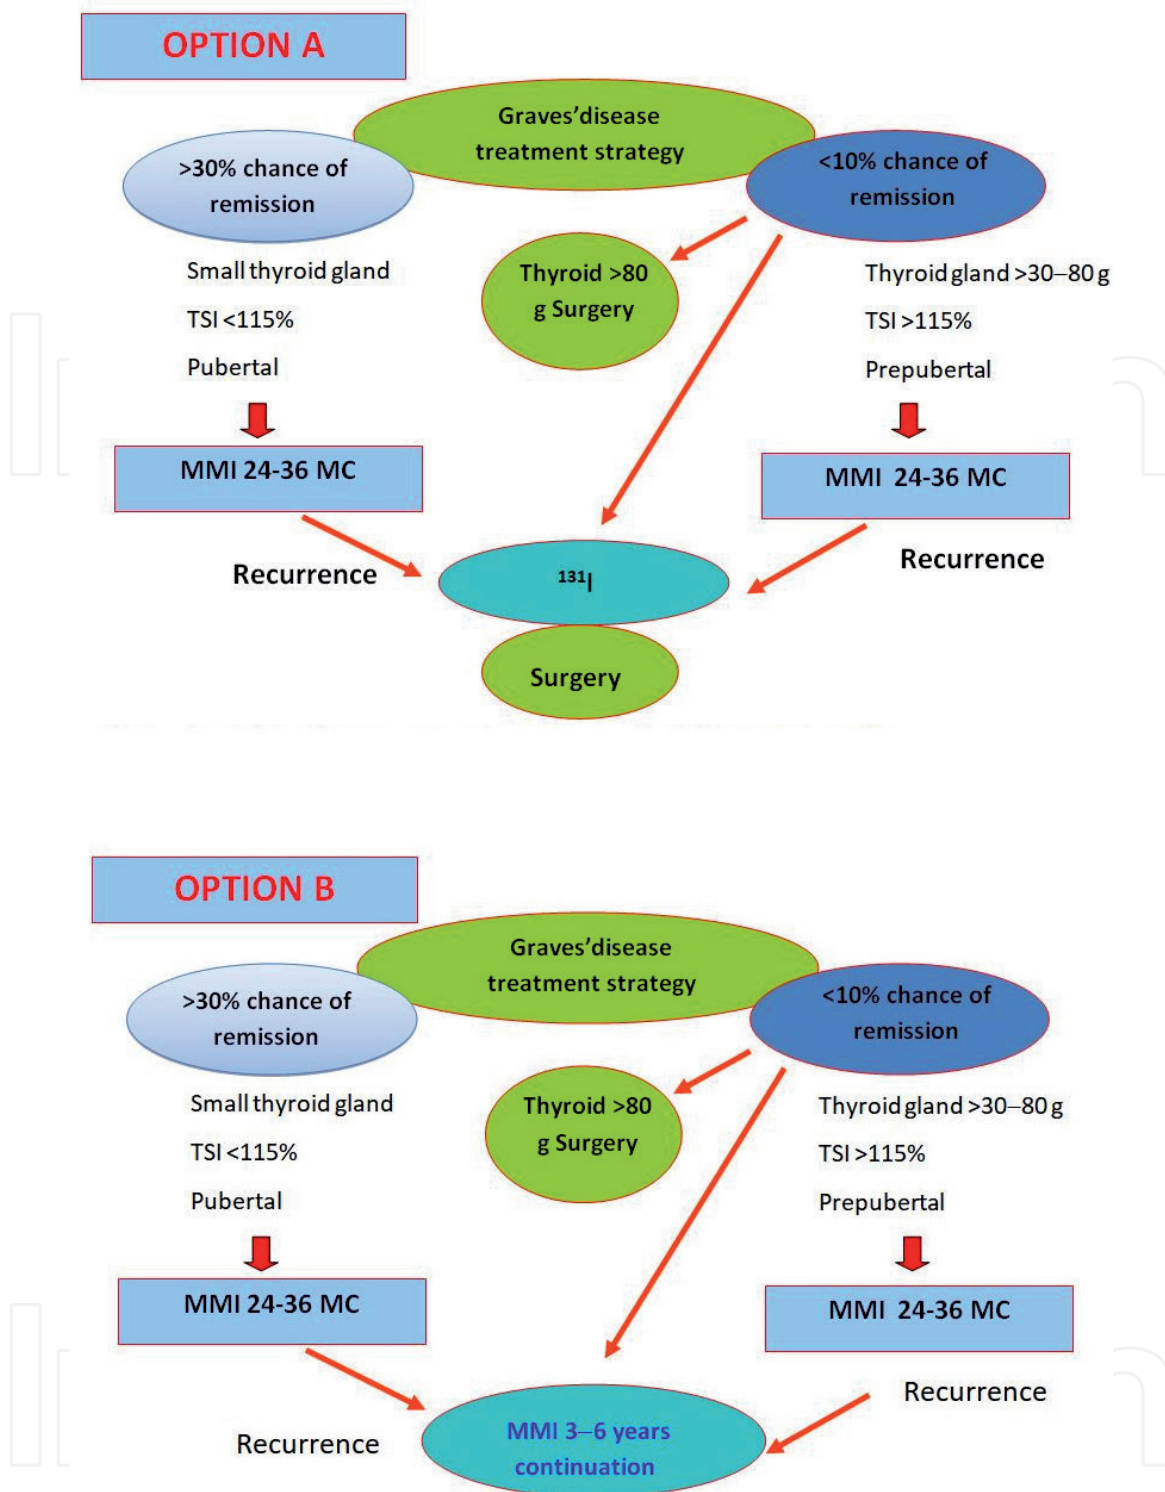 OPTION A
Graves’disease
treatment strategy
>30% chance of
remission
<10% chance of
remission
Small thyroid gland
TSI <115%
Pubertal
Thyroid >80
g Surgery
Thyroid gland >30–80 g
TSI >115%
Prepubertal
MMI 24-36 MC
MMI 24-36 MC
Recurrence
Recurrence
¹³¹I
Surgery
OPTION B
Graves’disease
treatment strategy
>30% chance of
remission
<10% chance of
remission
Small thyroid gland
TSI <115%
Pubertal
Thyroid >80
g Surgery
Thyroid gland >30–80 g
TSI >115%
Prepubertal
MMI 24-36 MC
MMI 24-36 MC
Recurrence
Recurrence
MMI 3–6 years
continuation